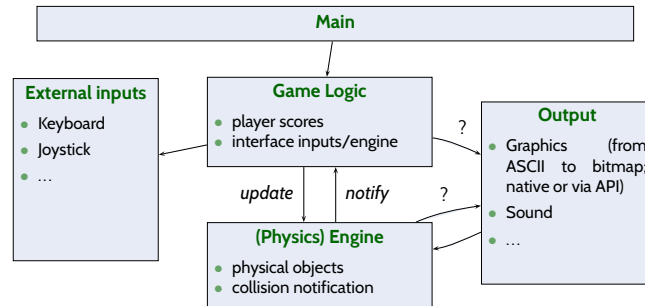 Main
External inputs
Keyboard
Joystick
...
Game Logic
player scores
interface inputs/engine
?
Output
Graphics (from
ASCII to bitmap;
native or via API)
Sound
...
update
notify
?
(Physics) Engine
physical objects
collision notification